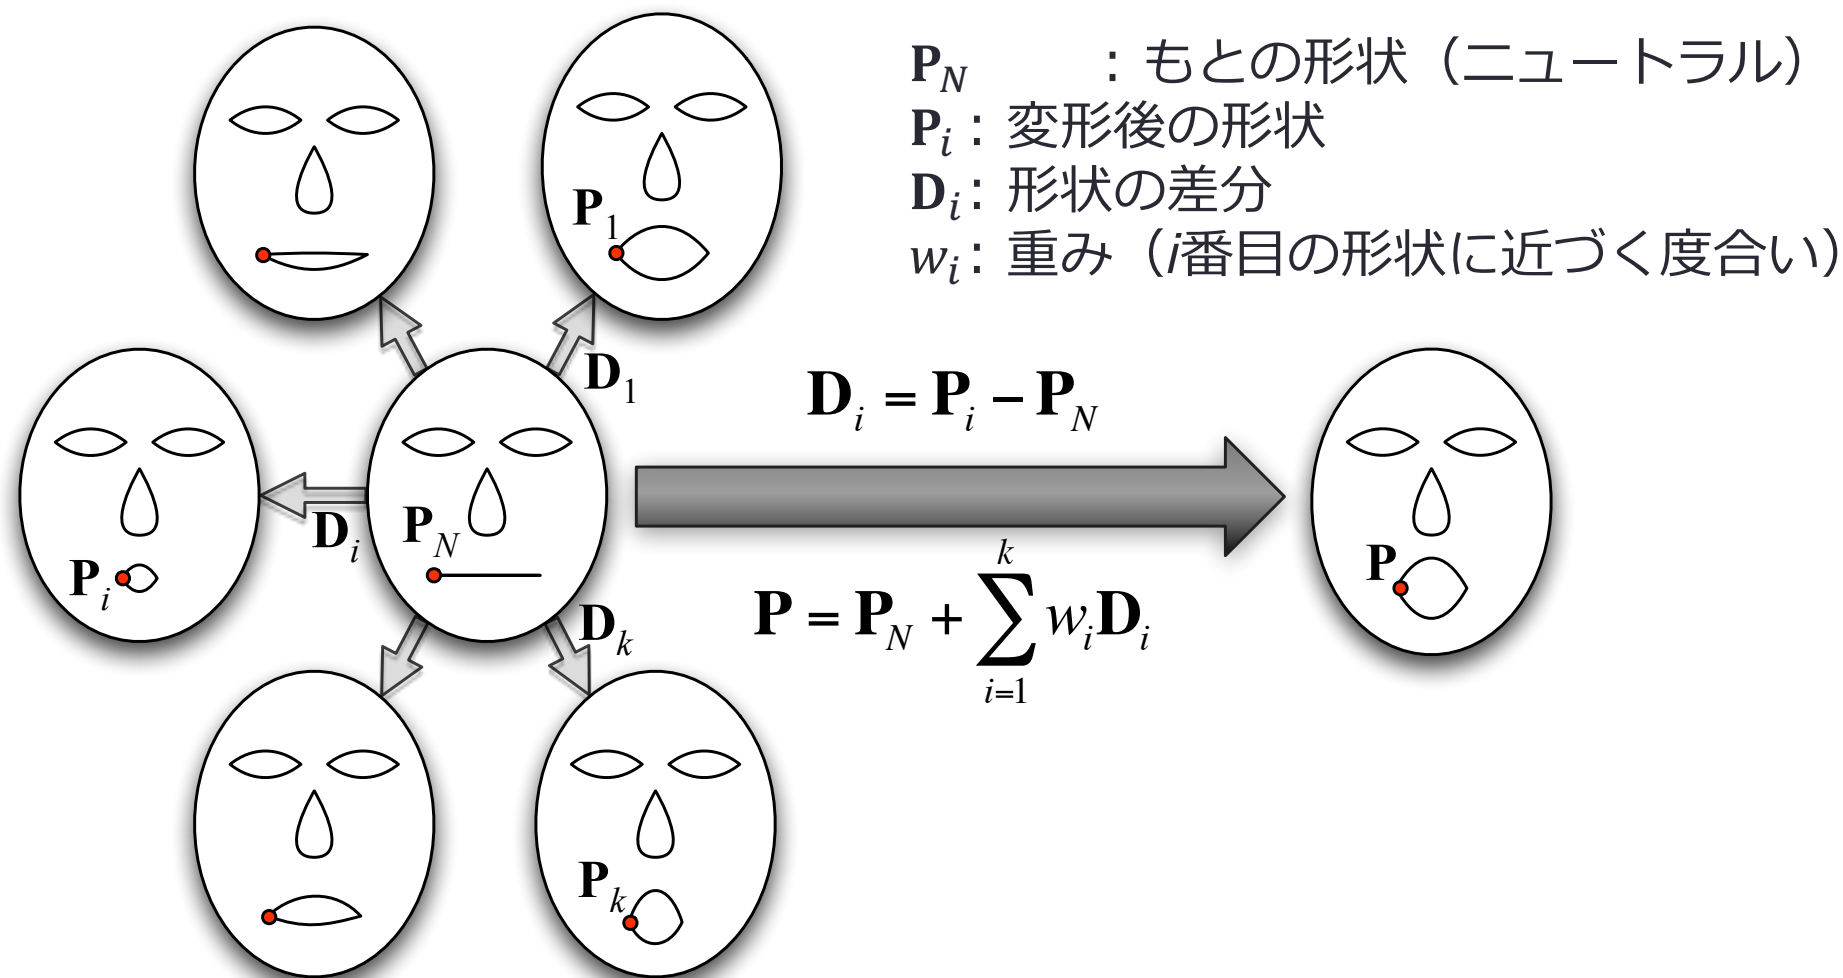 P_N : もとの形状（ニュートラル）
P_i : 変形後の形状
D_i : 形状の差分
w_i : 重み（i番目の形状に近づく度合い）
P_1
D_1
D_i = P_i − P_N
D_i
P_N
P_i
P
D_k
P = P_N + ∑_{i=1}^{k} w_i D_i
P_k